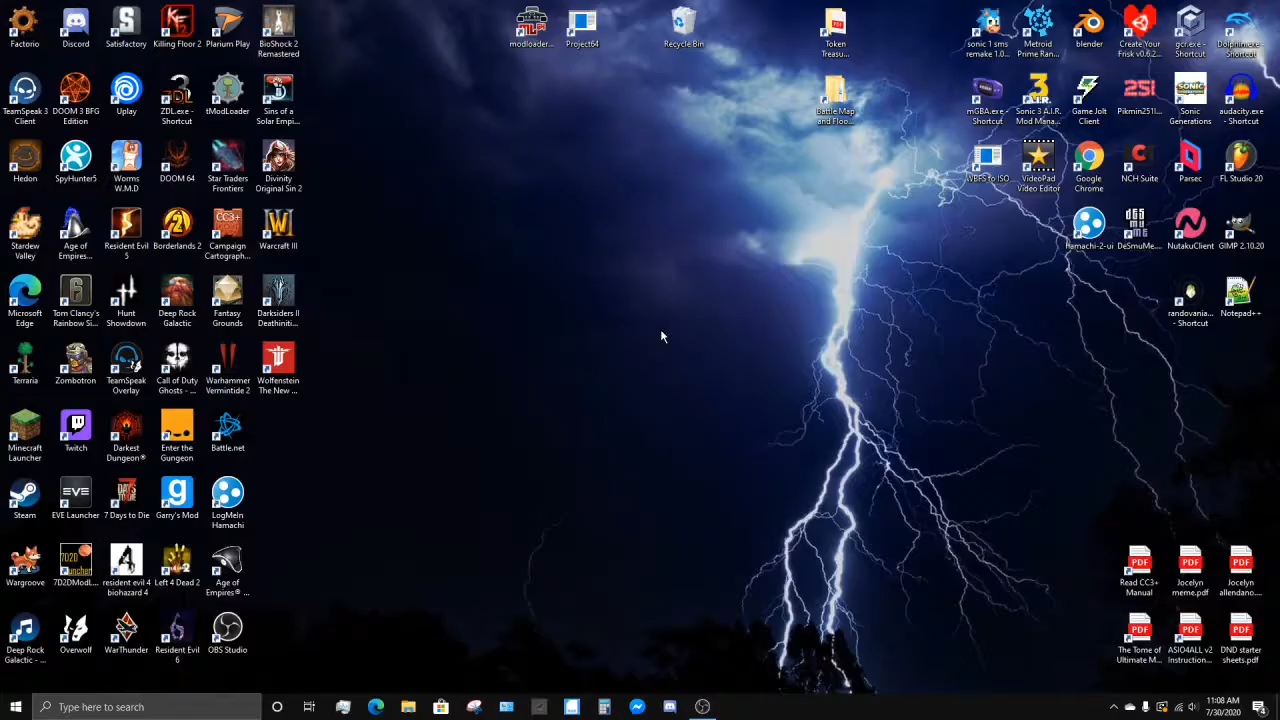 Factorio
Discord
Satisfactory
Killing Floor 2
Plarium Play
BioShock 2
Remastered
modloader...
Project64
Recycle Bin
Token
Treasu...
sonic 1 sms
remake 1.0...
Metroid
Prime Ran...
blender
Create Your
Frisk v0.6.2...
gcr.exe -
Shortcut
Dolphin.exe -
Shortcut
TeamSpeak 3
Client
DOOM 3 BFG
Edition
Uplay
ZDL.exe -
Shortcut
tModLoader
Sins of a
Solar Empi...
Battle Map
and Floo...
mGBA.exe -
Shortcut
Sonic 3 A.I.R.
Mod Mana...
Game Jolt
Client
Pikmin251l...
Sonic
Generations
audacity.exe
- Shortcut
Hedon
SpyHunter5
Worms
W.M.D
DOOM 64
Star Traders
Frontiers
Divinity
Original Sin 2
WBFS to ISO
VideoPad
Video Editor
Google
Chrome
NCH Suite
Parsec
FL Studio 20
Stardew
Valley
Age of
Empires...
Resident Evil
5
Borderlands 2
Campaign
Cartograph...
Warcraft III
Hamachi-2-ui
DeSmuMe...
NutakuClient
GIMP 2.10.20
Microsoft
Edge
Tom Clancy's
Rainbow Si...
Hunt
Showdown
Deep Rock
Galactic
Fantasy
Grounds
Darksiders II
Deathiniti...
randovania...
- Shortcut
Notepad++
Terraria
Zombotron
TeamSpeak
Overlay
Call of Duty
Ghosts - ...
Warhammer
Vermintide 2
Wolfenstein
The New ...
Minecraft
Launcher
Twitch
Darkest
Dungeon®
Enter the
Gungeon
Battle.net
Steam
EVE Launcher
7 Days to Die
Garry's Mod
LogMeIn
Hamachi
Wargroove
7D2DModL...
resident evil 4
biohazard 4
Left 4 Dead 2
Age of
Empires® ...
Read CC3+
Manual
Jocelyn
meme.pdf
Jocelyn
allendano....
Deep Rock
Galactic - ...
Overwolf
WarThunder
Resident Evil
6
OBS Studio
The Tome of
Ultimate M...
ASIO4ALL v2
Instruction...
DND starter
sheets.pdf
Type here to search
11:08 AM
7/30/2020